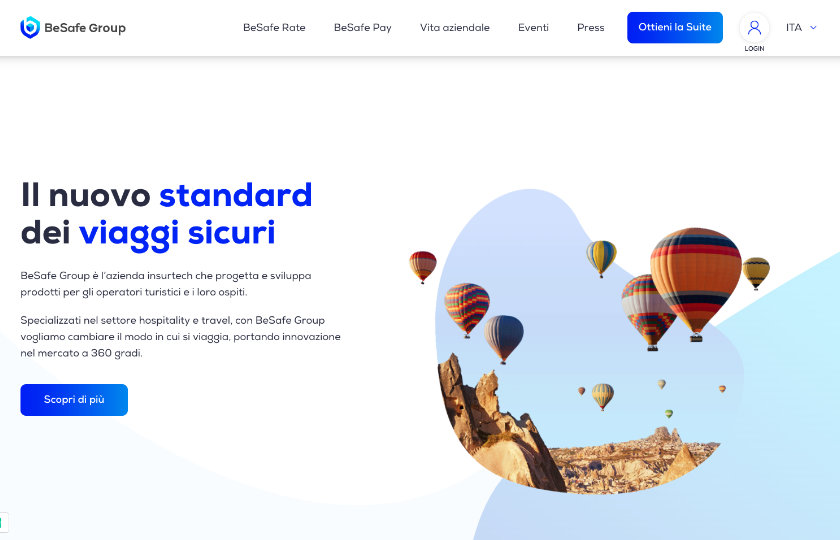 BeSafe Group
BeSafe Rate
BeSafe Pay
Vita aziendale
Eventi
Press
Ottieni la Suite
LOGIN
ITA
Il nuovo standard
dei viaggi sicuri
BeSafe Group è l’azienda insurtech che progetta e sviluppa
prodotti per gli operatori turistici e i loro ospiti.
Specializzati nel settore hospitality e travel, con BeSafe Group
vogliamo cambiare il modo in cui si viaggia, portando innovazione
nel mercato a 360 gradi.
Scopri di più